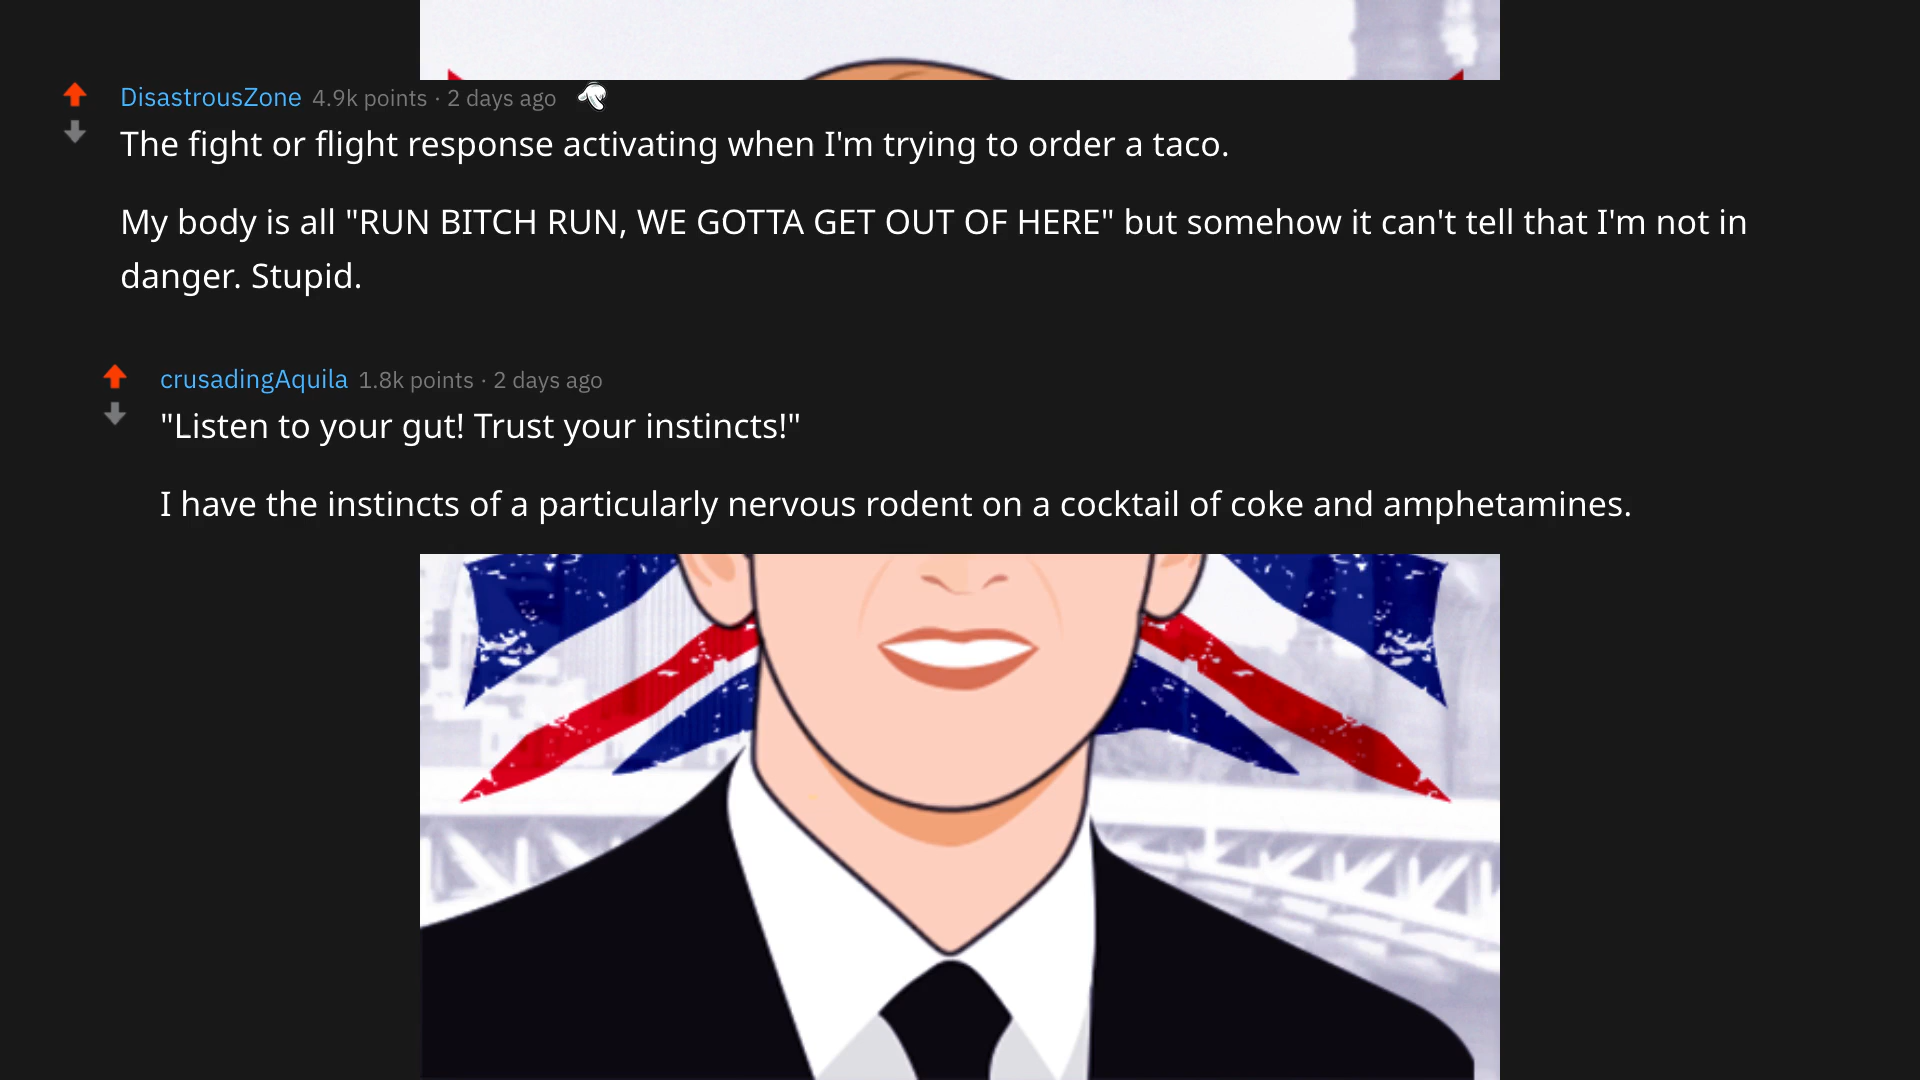 DisastrousZone 4.9k points · 2 days ago
The fight or flight response activating when I'm trying to order a taco.
My body is all "RUN BITCH RUN, WE GOTTA GET OUT OF HERE" but somehow it can't tell that I'm not in
danger. Stupid.
crusadingAquila 1.8k points · 2 days ago
"Listen to your gut! Trust your instincts!"
I have the instincts of a particularly nervous rodent on a cocktail of coke and amphetamines.